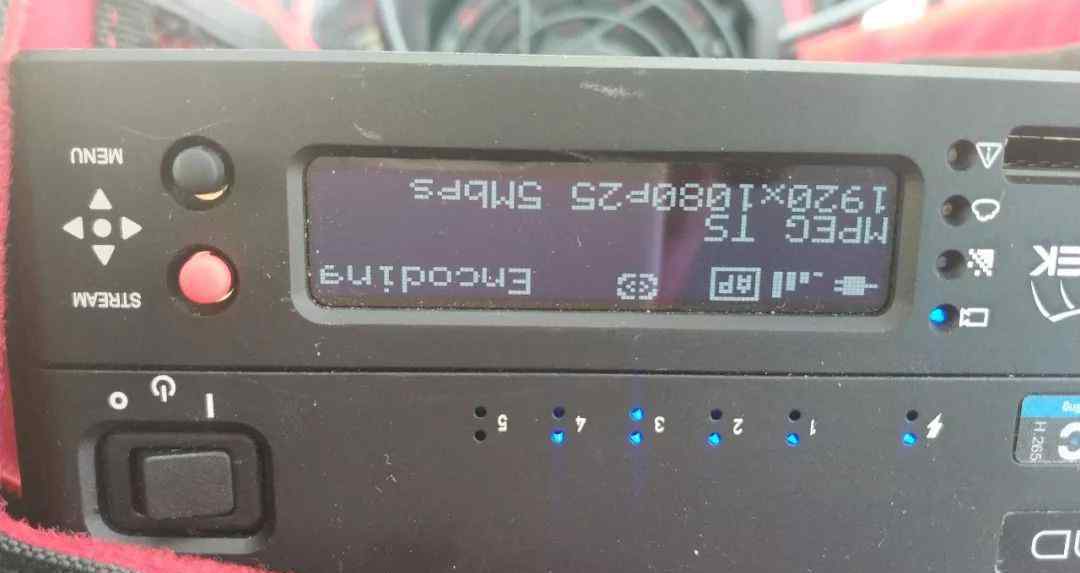 H.265
1 2 3 4 5
AP Encoding
MPEG TS
1920x1080p25 5Mbps
STREAM
MENU